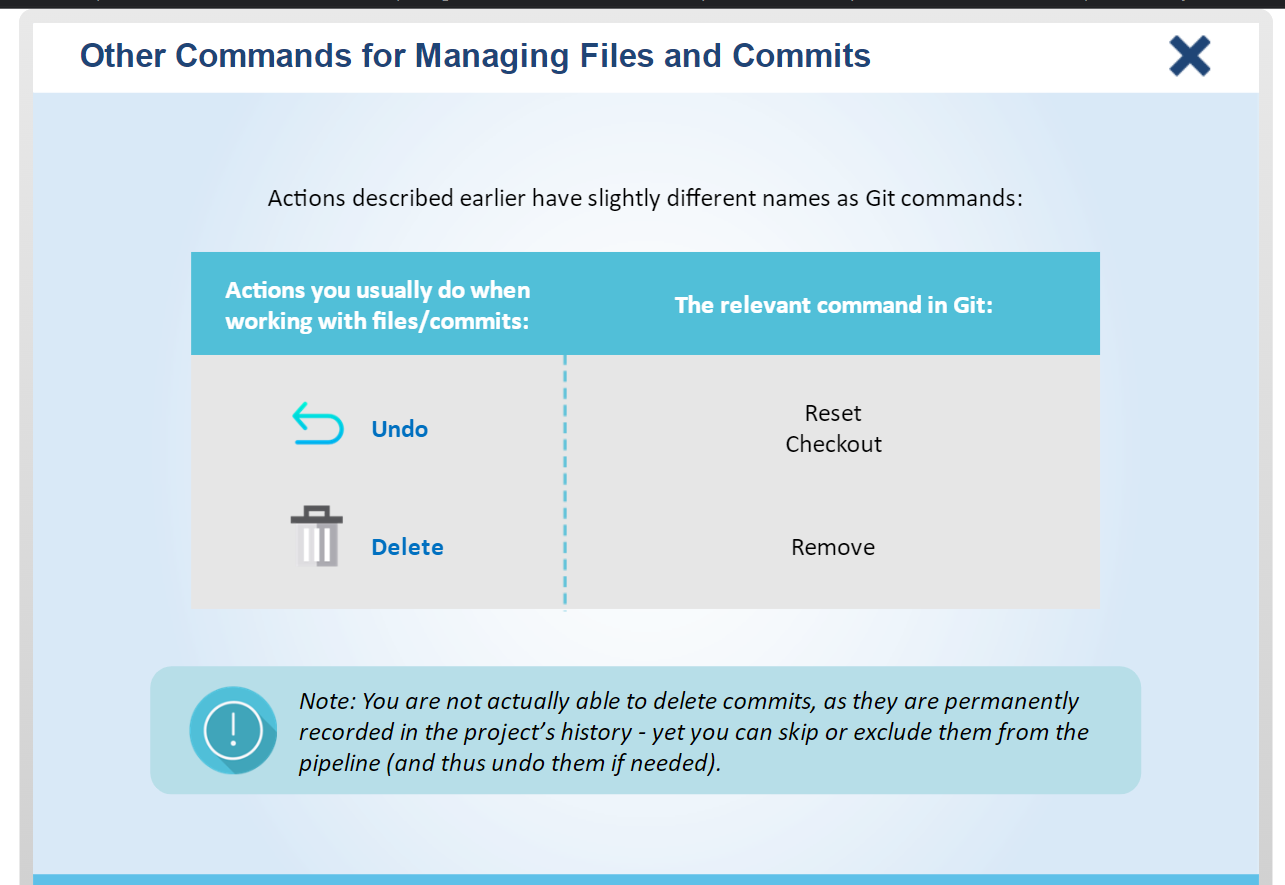 Other Commands for Managing Files and Commits
Actions described earlier have slightly different names as Git commands:
Actions you usually do when
working with files/commits:
The relevant command in Git:
Undo
Reset
Checkout
Delete
Remove
Note: You are not actually able to delete commits, as they are permanently
recorded in the project’s history - yet you can skip or exclude them from the
pipeline (and thus undo them if needed).